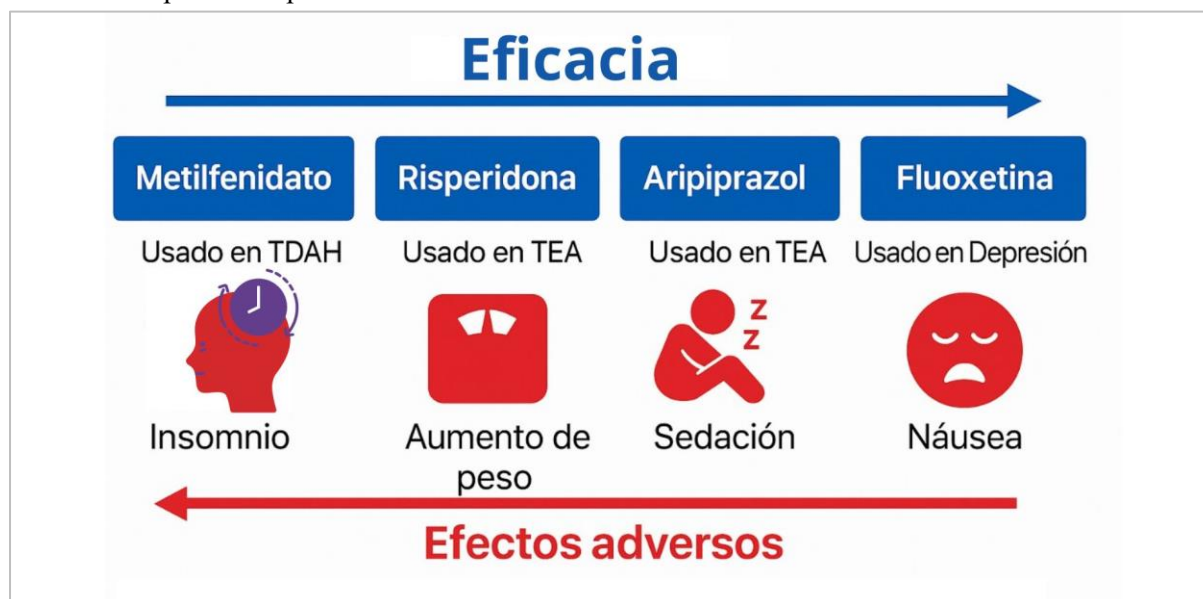 Eficacia
Metilfenidato Risperidona Aripiprazol Fluoxetina
Usado en TDAH Usado en TEA Usado en TEA Usado en Depresión
z
z
Insomnio Aumento de Sedación Náusea
peso
Efectos adversos